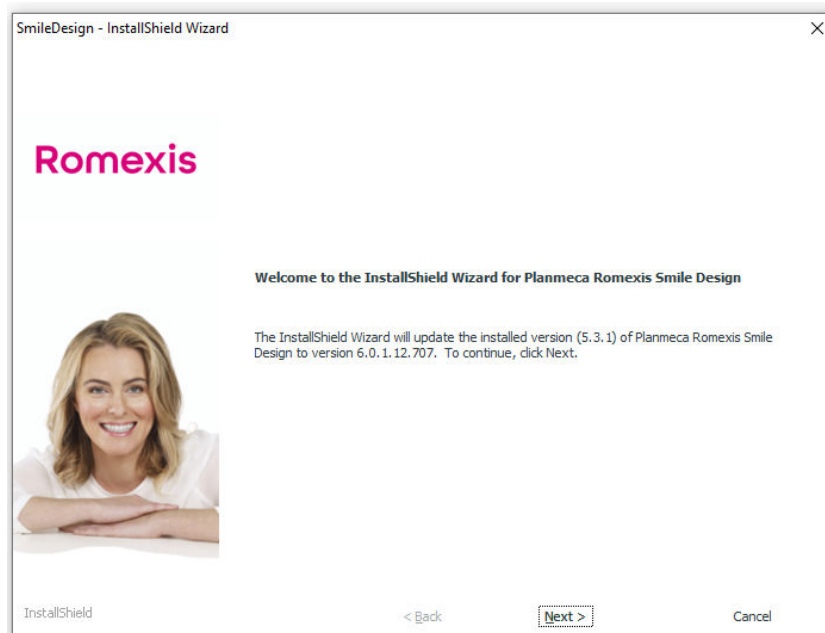 SmileDesign - InstallShield Wizard
Romexis
Welcome to the InstallShield Wizard for Planmeca Romexis Smile Design
The InstallShield Wizard will update the installed version (5.3.1) of Planmeca Romexis Smile
Design to version 6.0.1.12.707.  To continue, click Next.
InstallShield
< Back
Next >
Cancel